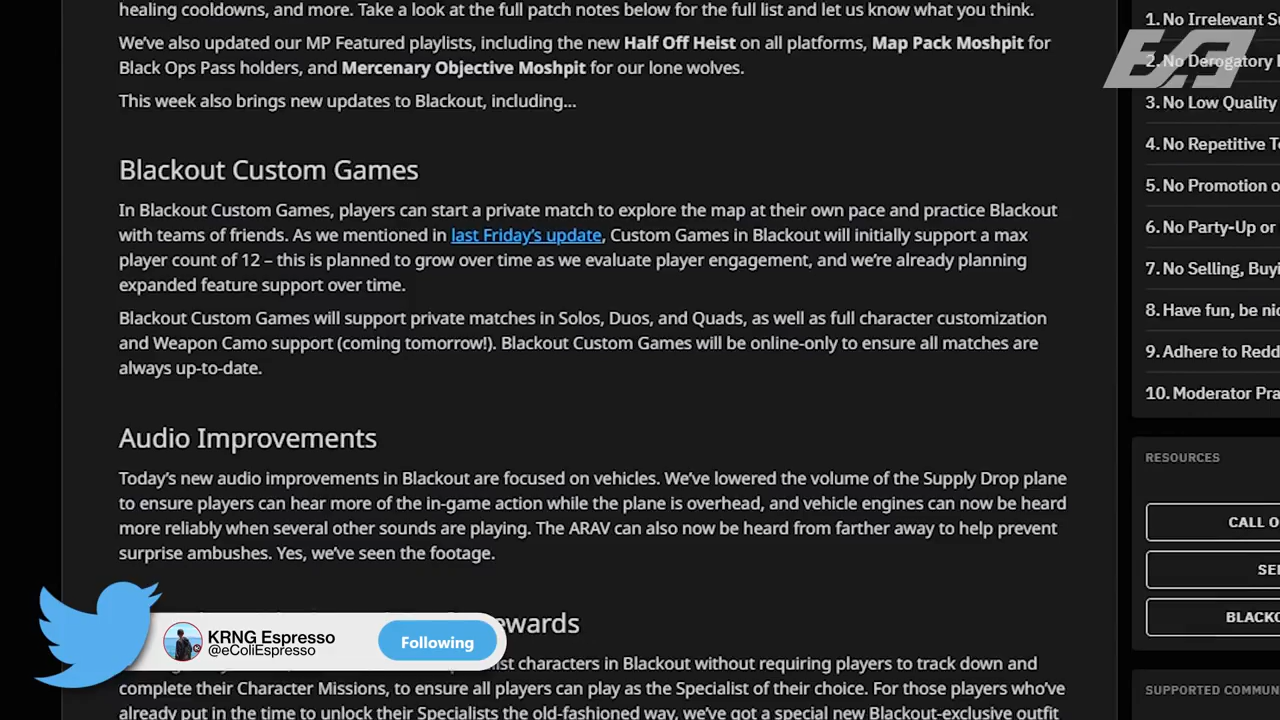 healing cooldowns, and more. Take a look at the full patch notes below for the full list and let us know what you think.
We've also updated our MP Featured playlists, including the new Half Off Heist on all platforms, Map Pack Moshpit for
Black Ops Pass holders, and Mercenary Objective Moshpit for our lone wolves.
This week also brings new updates to Blackout, including...
Blackout Custom Games
In Blackout Custom Games, players can start a private match to explore the map at their own pace and practice Blackout
with teams of friends. As we mentioned in last Friday's update, Custom Games in Blackout will initially support a max
player count of 12 – this is planned to grow over time as we evaluate player engagement, and we're already planning
expanded feature support over time.
Blackout Custom Games will support private matches in Solos, Duos, and Quads, as well as full character customization
and Weapon Camo support (coming tomorrow!). Blackout Custom Games will be online-only to ensure all matches are
always up-to-date.
Audio Improvements
Today's new audio improvements in Blackout are focused on vehicles. We've lowered the volume of the Supply Drop plane
to ensure players can hear more of the in-game action while the plane is overhead, and vehicle engines can now be heard
more reliably when several other sounds are playing. The ARAV can also now be heard from farther away to help prevent
surprise ambushes. Yes, we've seen the footage.
ewards
ist characters in Blackout without requiring players to track down and
complete their Character Missions, to ensure all players can play as the Specialist of their choice. For those players who've
already put in the time to unlock their Specialists the old-fashioned way, we've got a special new Blackout-exclusive outfit
KRNG Espresso
@eColiEspresso
Following
1. No Irrelevant
2. No Derogatory
3. No Low Quality
4. No Repetitive
5. No Promotion o
6. No Party-Up or
7. No Selling, Buyi
8. Have fun, be nic
9. Adhere to Redd
10. Moderator Pra
RESOURCES
CALL O
SE
BLACKO
SUPPORTED COMMUN